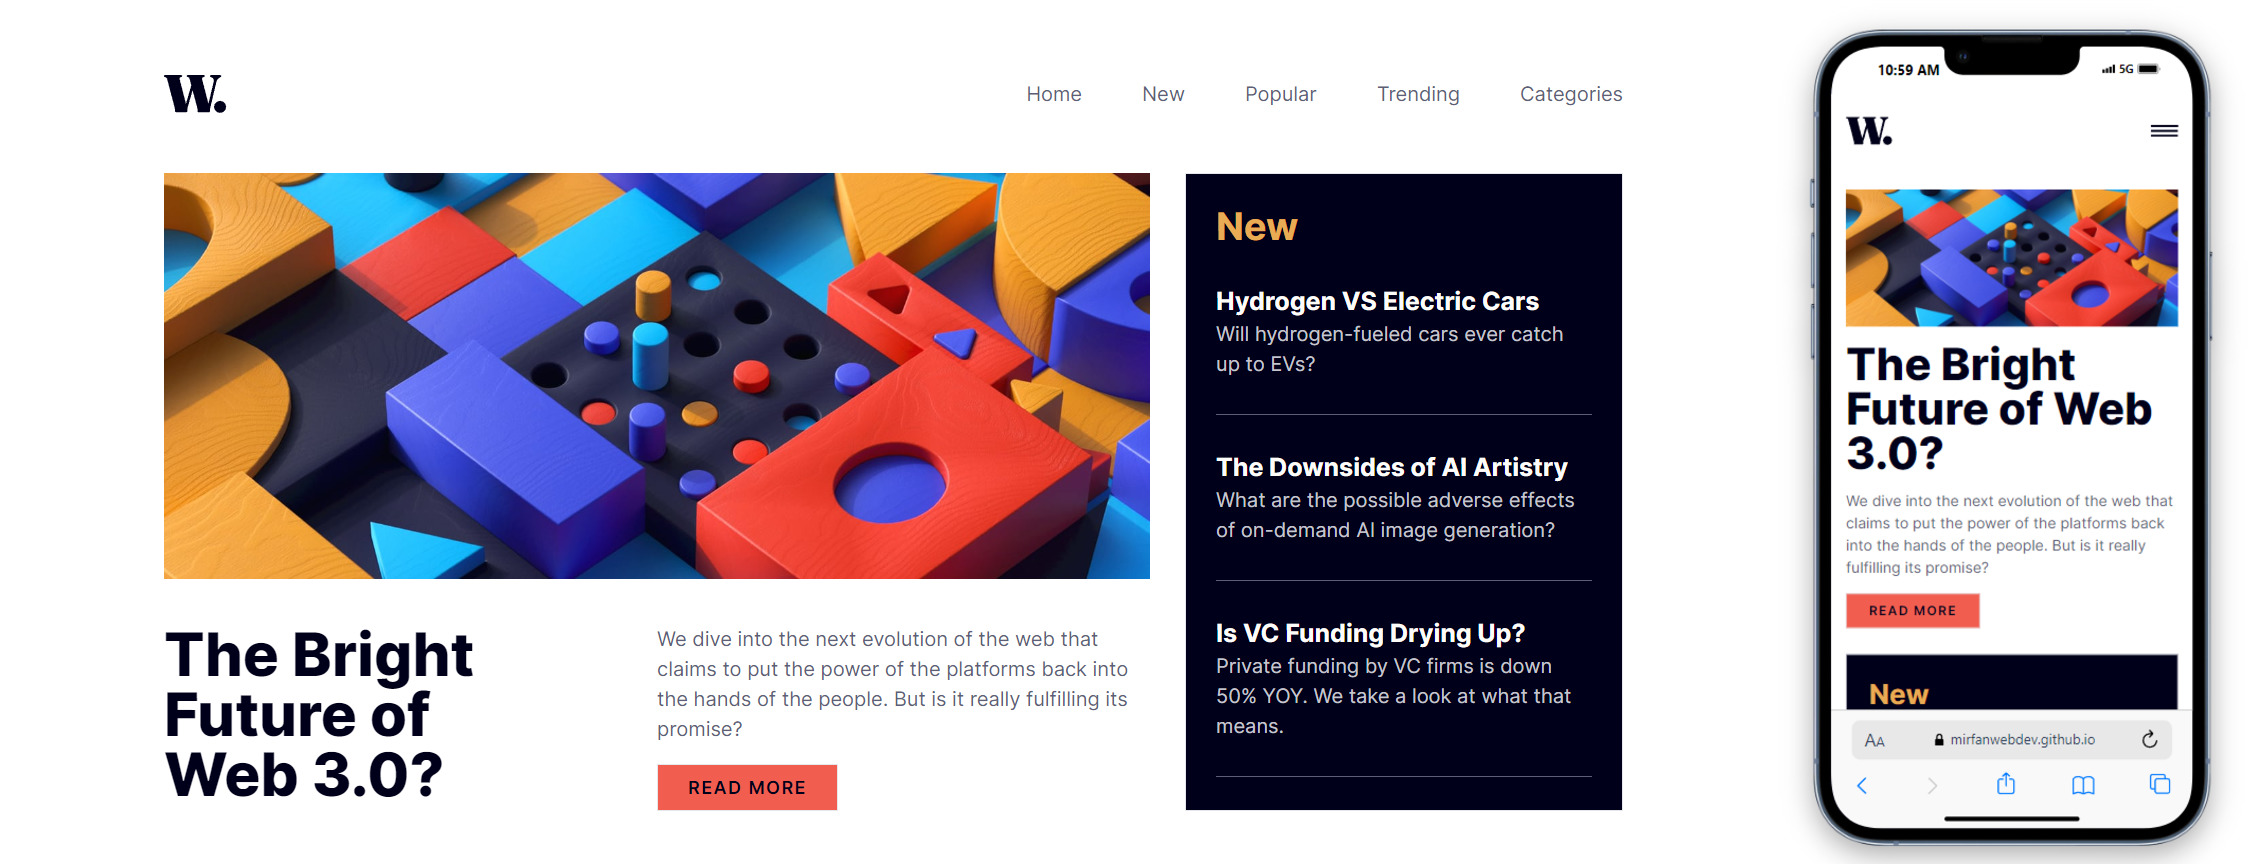 W.
Home New Popular Trending Categories
New
Hydrogen VS Electric Cars
Will hydrogen-fueled cars ever catch
up to EVs?
The Downsides of AI Artistry
What are the possible adverse effects
of on-demand AI image generation?
Is VC Funding Drying Up?
Private funding by VC firms is down
50% YOY. We take a look at what that
means.
The Bright
Future of
Web 3.0?
We dive into the next evolution of the web that
claims to put the power of the platforms back into
the hands of the people. But is it really fulfilling its
promise?
READ MORE
10:59 AM 5G
W.
The Bright
Future of Web
3.0?
We dive into the next evolution of the web that
claims to put the power of the platforms back
into the hands of the people. But is it really
fulfilling its promise?
READ MORE
New
AA mirfanwebdev.github.io